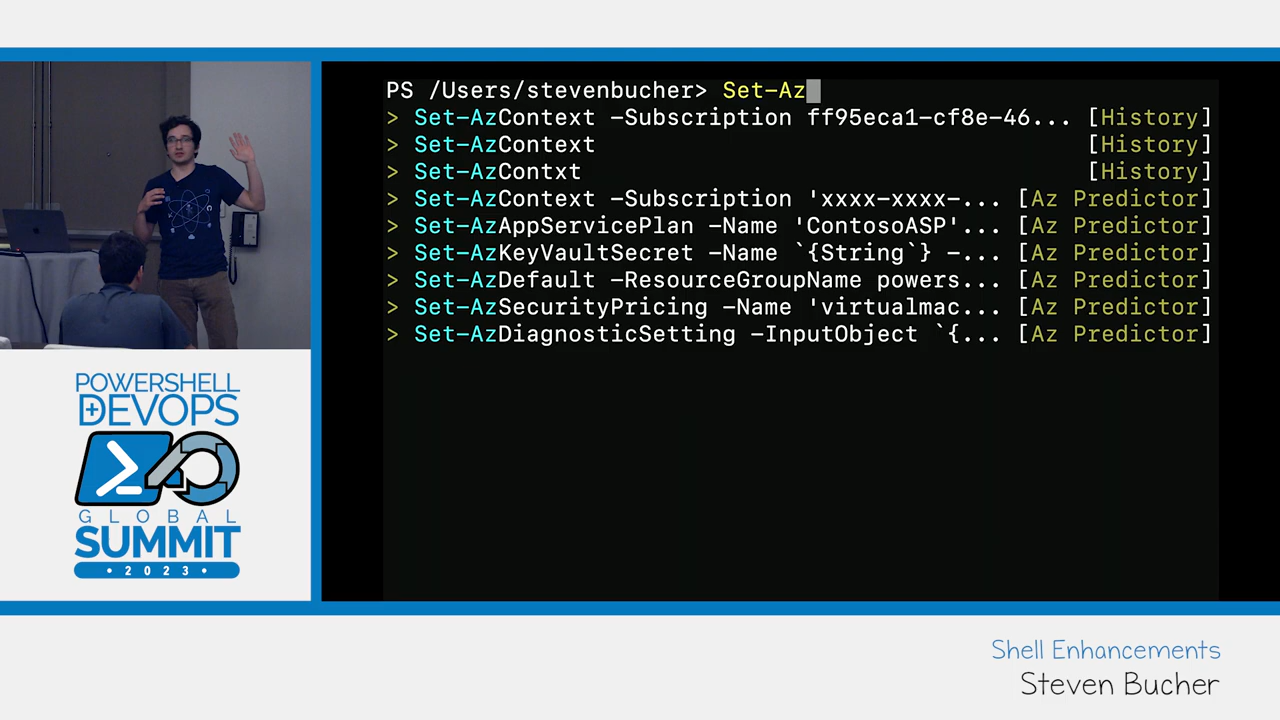 PS /Users/stevenbucher> Set-Az
> Set-AzContext -Subscription ff95eca1-cf8e-46... [History]
> Set-AzContext [History]
> Set-AzContxt [History]
> Set-AzContext -Subscription 'xxxx-xxxx-... [Az Predictor]
> Set-AzAppServicePlan -Name 'ContosoASP'... [Az Predictor]
> Set-AzKeyVaultSecret -Name `{String`} -... [Az Predictor]
> Set-AzDefault -ResourceGroupName powers... [Az Predictor]
> Set-AzSecurityPricing -Name 'virtualmac... [Az Predictor]
> Set-AzDiagnosticSetting -InputObject `{... [Az Predictor]
POWERSHELL
+DEVOPS
GLOBAL
SUMMIT
• 2023 •
Shell Enhancements
Steven Bucher